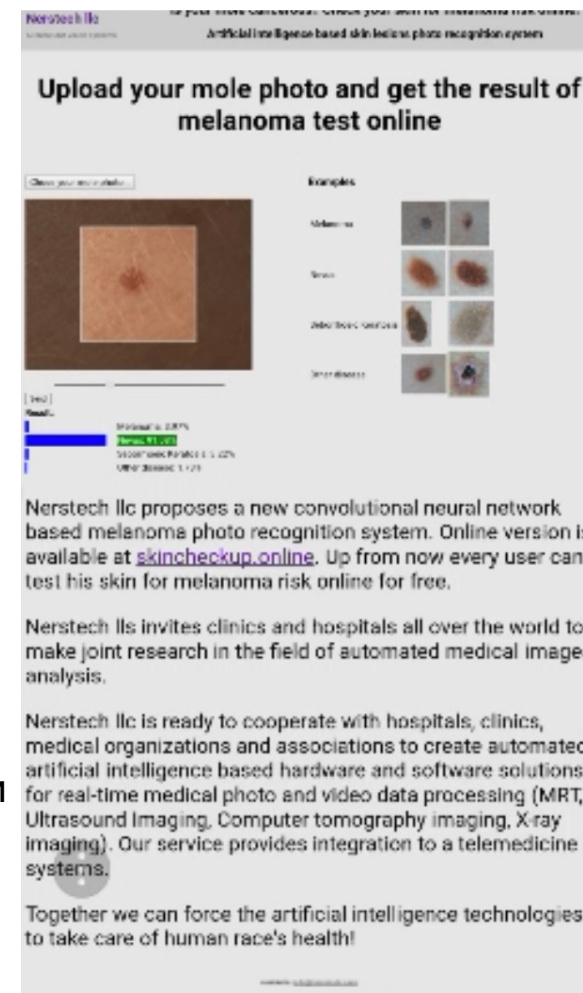 Nerstech llc
Artificial intelligence based skin lesions photo recognition system
Upload your mole photo and get the result of
melanoma test online
Examples
Melanoma
Nevus
Other disease
Send
Result:
Nerstech llc proposes a new convolutional neural network
based melanoma photo recognition system. Online version is
available at skincheckup.online. Up from now every user can
test his skin for melanoma risk online for free.
Nerstech lls invites clinics and hospitals all over the world to
make joint research in the field of automated medical image
analysis.
Nerstech llc is ready to cooperate with hospitals, clinics,
medical organizations and associations to create automated
artificial intelligence based hardware and software solutions
for real-time medical photo and video data processing (MRT,
Ultrasound Imaging, Computer tomography imaging, X-ray
imaging). Our service provides integration to a telemedicine
systems.
Together we can force the artificial intelligence technologies
to take care of human race's health!